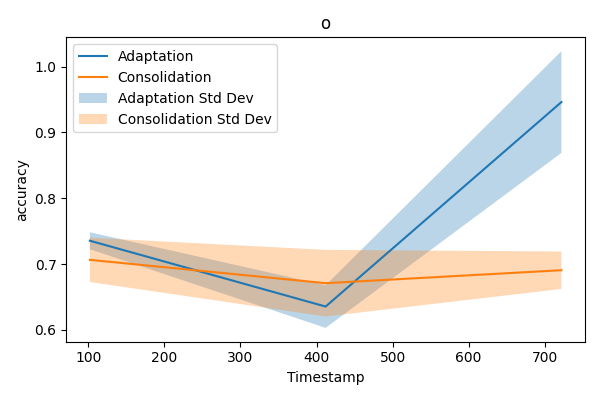 o
Adaptation
Consolidation
Adaptation Std Dev
Consolidation Std Dev
1.0
0.9
0.8
0.7
0.6
accuracy
100 200 300 400 500 600 700
Timestamp